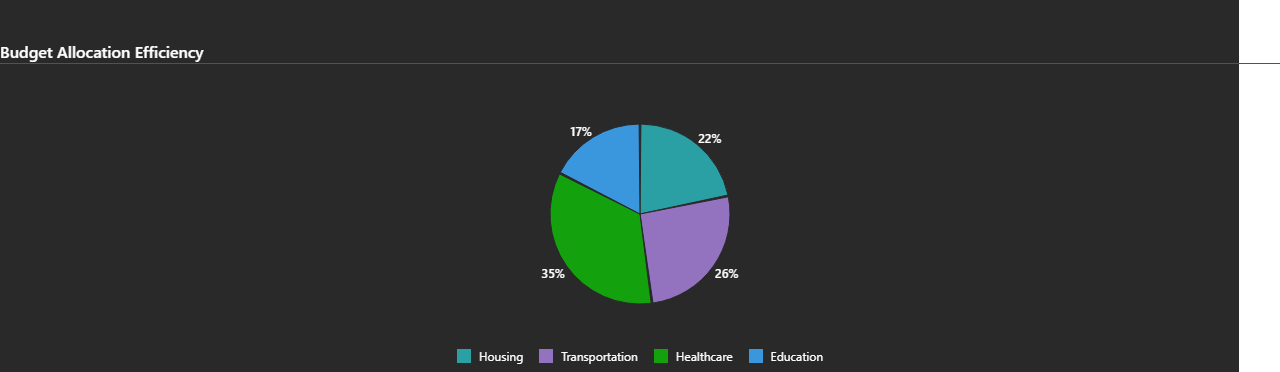 Budget Allocation Efficiency
17%
22%
35%
26%
Housing Transportation Healthcare Education